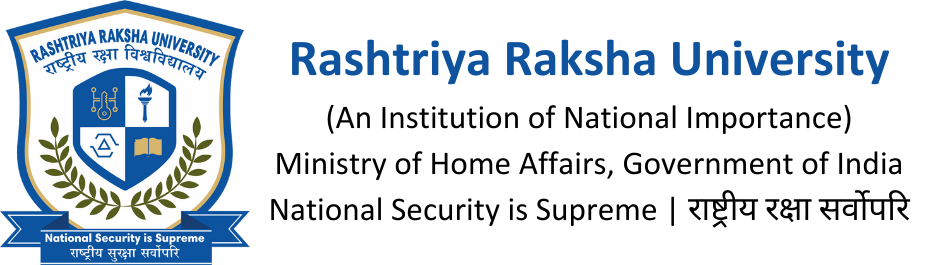 RASHTRIYA RAKSHA UNIVERSITY
राष्ट्रीय रक्षा विश्वविद्यालय
National Security is Supreme
राष्ट्रीय सुरक्षा सर्वोपरि
Rashtriya Raksha University
(An Institution of National Importance)
Ministry of Home Affairs, Government of India
National Security is Supreme | राष्ट्रीय रक्षा सर्वोपरि